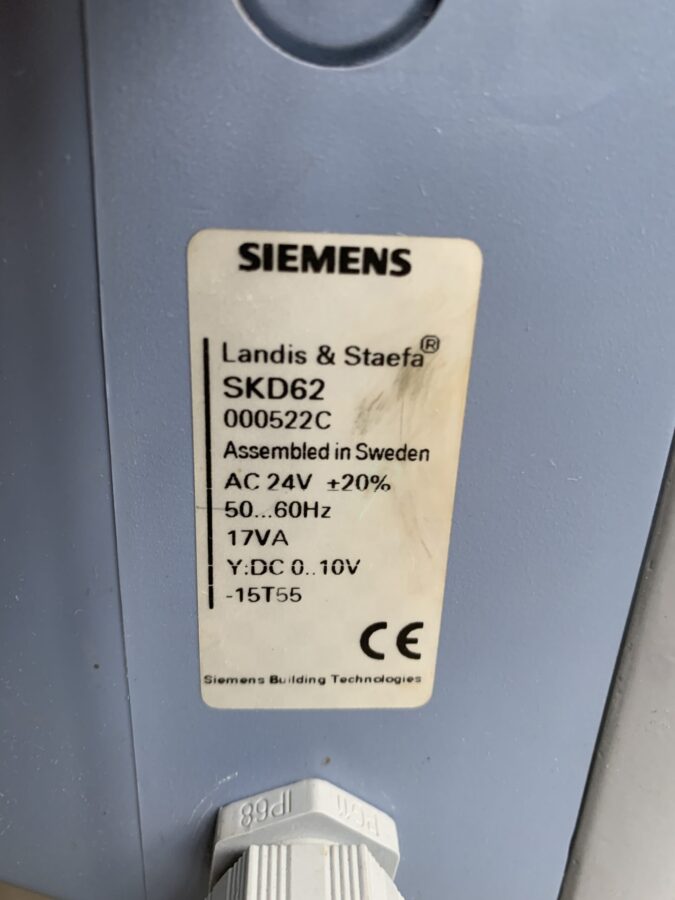 SIEMENS
Landis & Staefa®
SKD62
000522C
Assembled in Sweden
AC 24V ±20%
50...60Hz
17VA
Y:DC 0..10V
-15T55
CE
Siemens Building Technologies
IP68 PG11